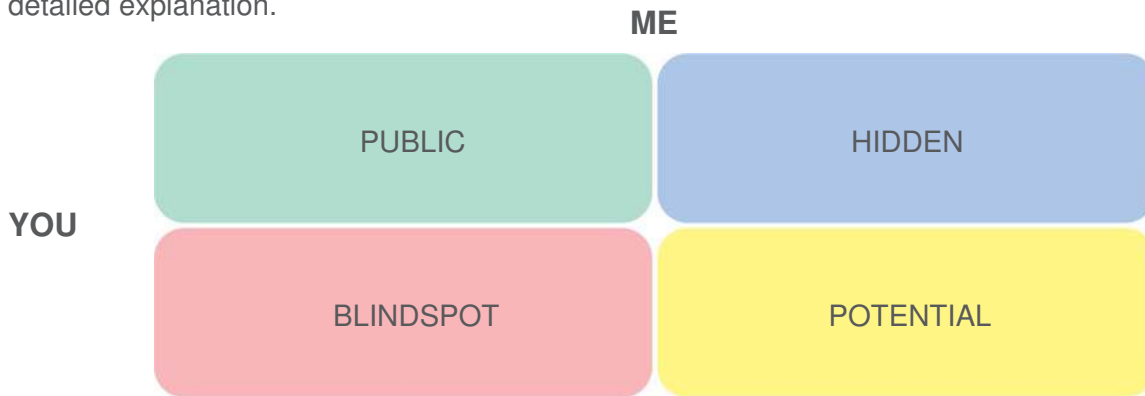 detailed explanation.
ME
PUBLIC
HIDDEN
YOU
BLINDSPOT
POTENTIAL